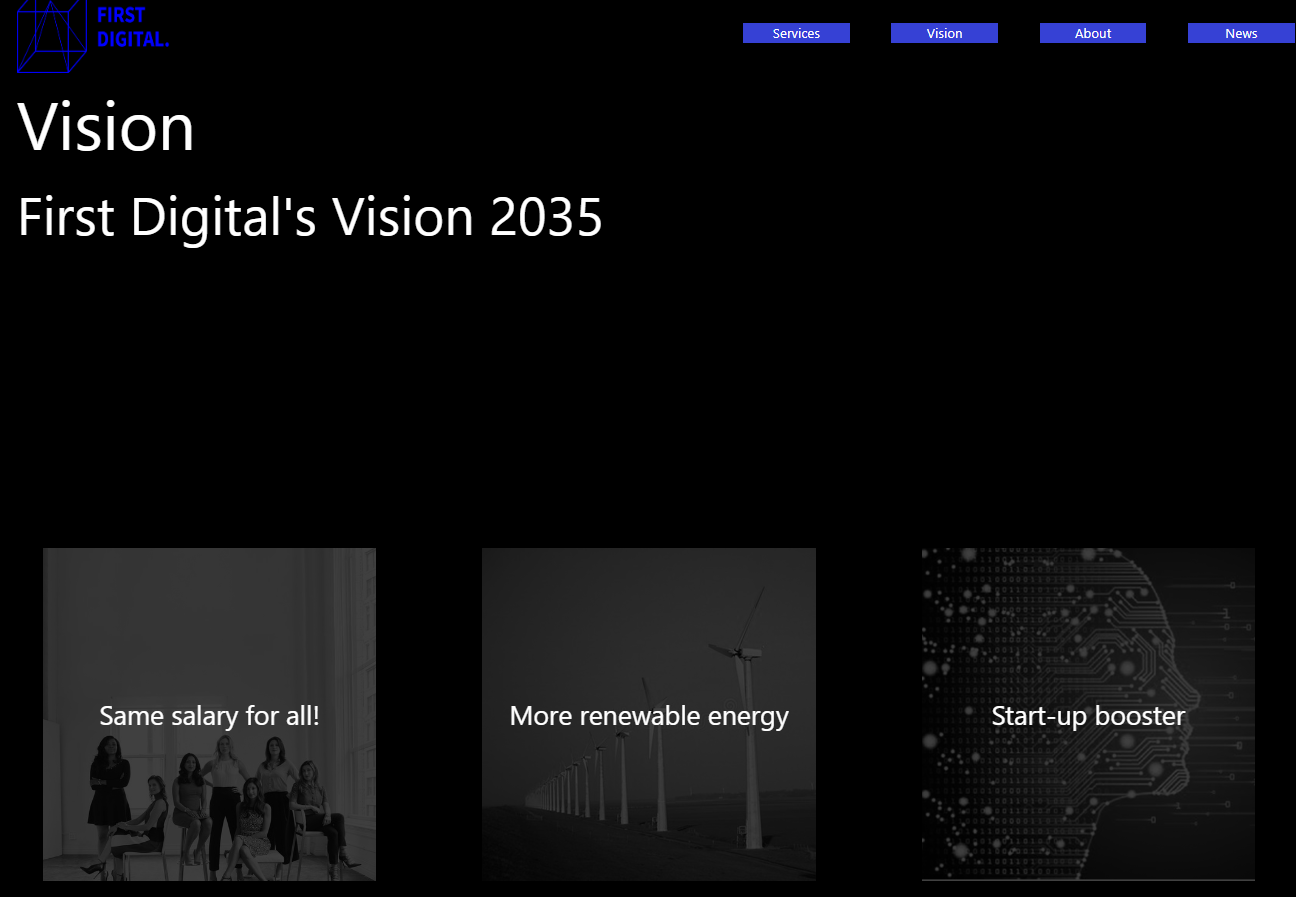 FIRST
DIGITAL.
Services
Vision
About
News
Vision
First Digital's Vision 2035
Same salary for all!
More renewable energy
Start-up booster